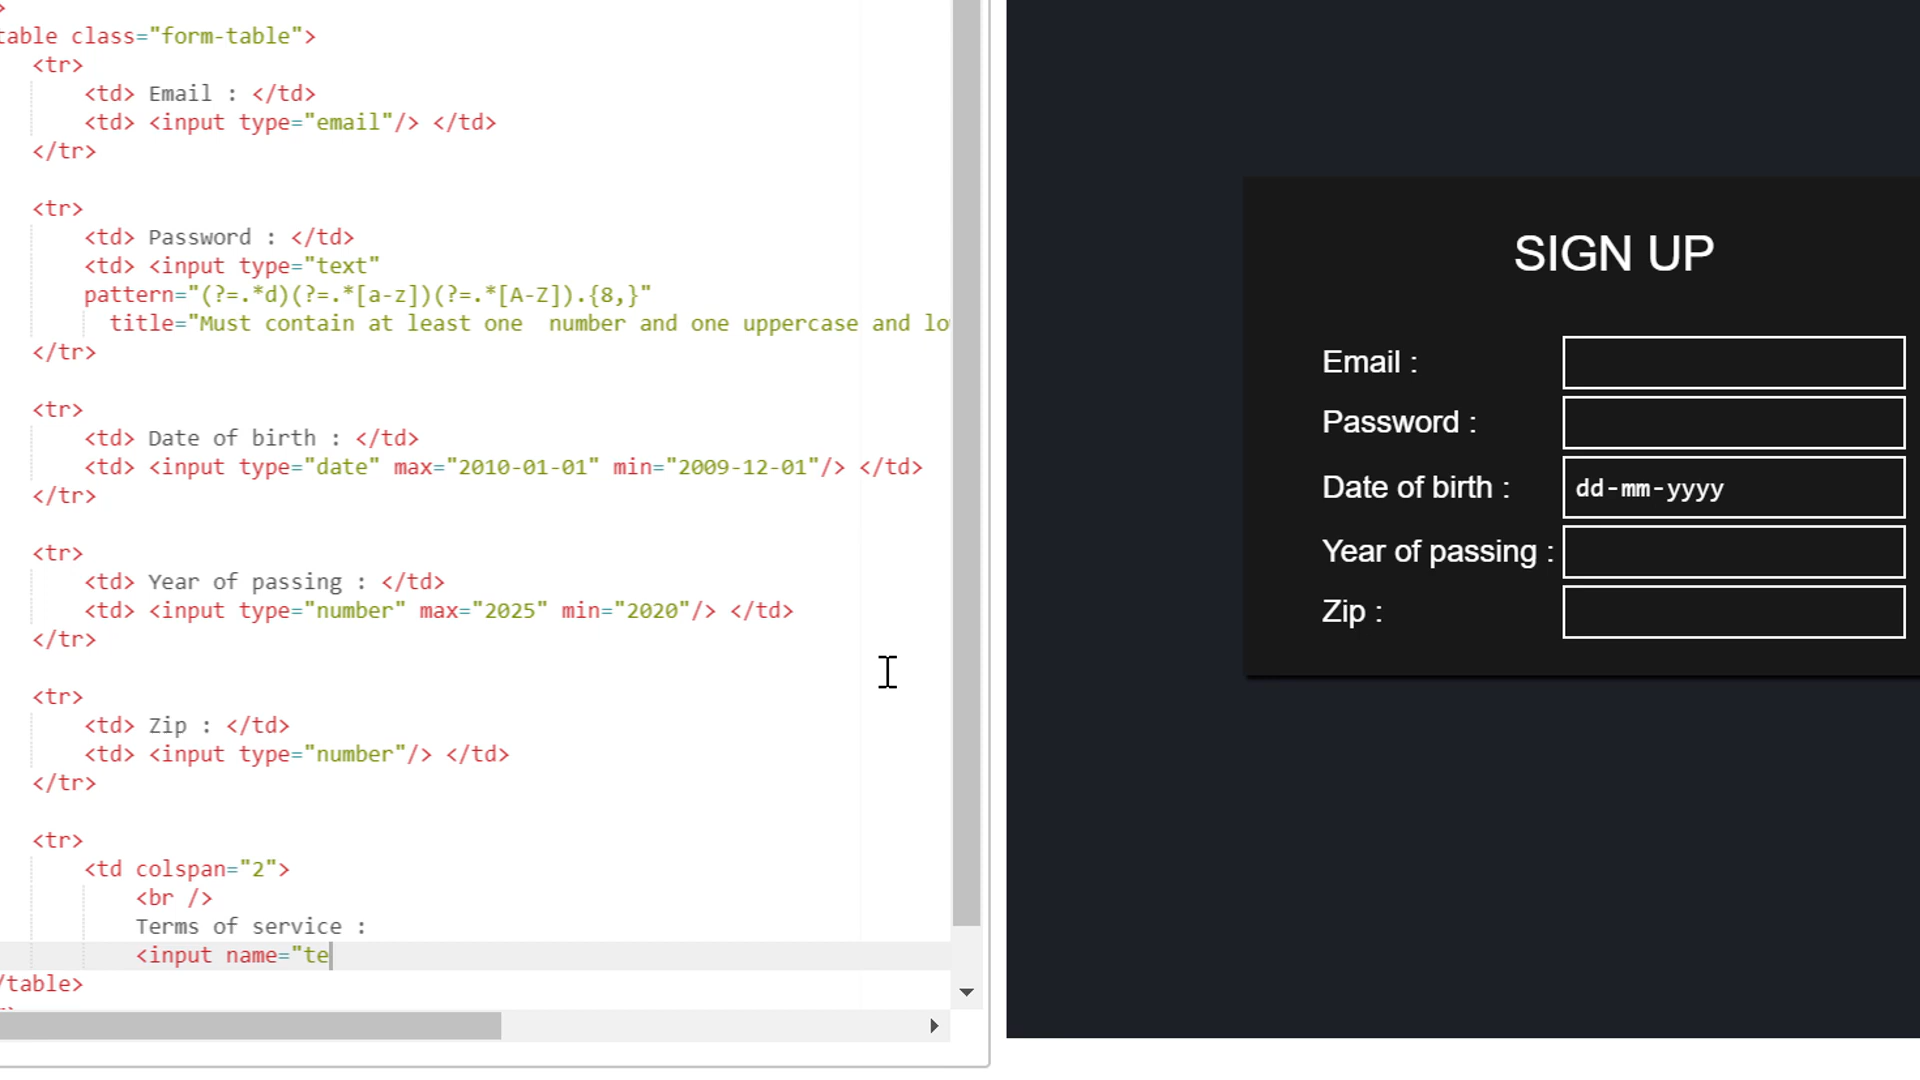 table class="form-table">
<tr>
<td> Email : </td>
<td> <input type="email"/> </td>
</tr>
<tr>
<td> Password : </td>
<td> <input type="text"
pattern="(?=.*d)(?=.*[a-z])(?=.*[A-Z]).{8,}"
title="Must contain at least one  number and one uppercase and lo
</tr>
<tr>
<td> Date of birth : </td>
<td> <input type="date" max="2010-01-01" min="2009-12-01"/> </td>
</tr>
<tr>
<td> Year of passing : </td>
<td> <input type="number" max="2025" min="2020"/> </td>
</tr>
<tr>
<td> Zip : </td>
<td> <input type="number"/> </td>
</tr>
<tr>
<td colspan="2">
<br />
Terms of service :
<input name="te
/table>
SIGN UP
Email :
Password :
Date of birth : dd-mm-yyyy
Year of passing :
Zip :